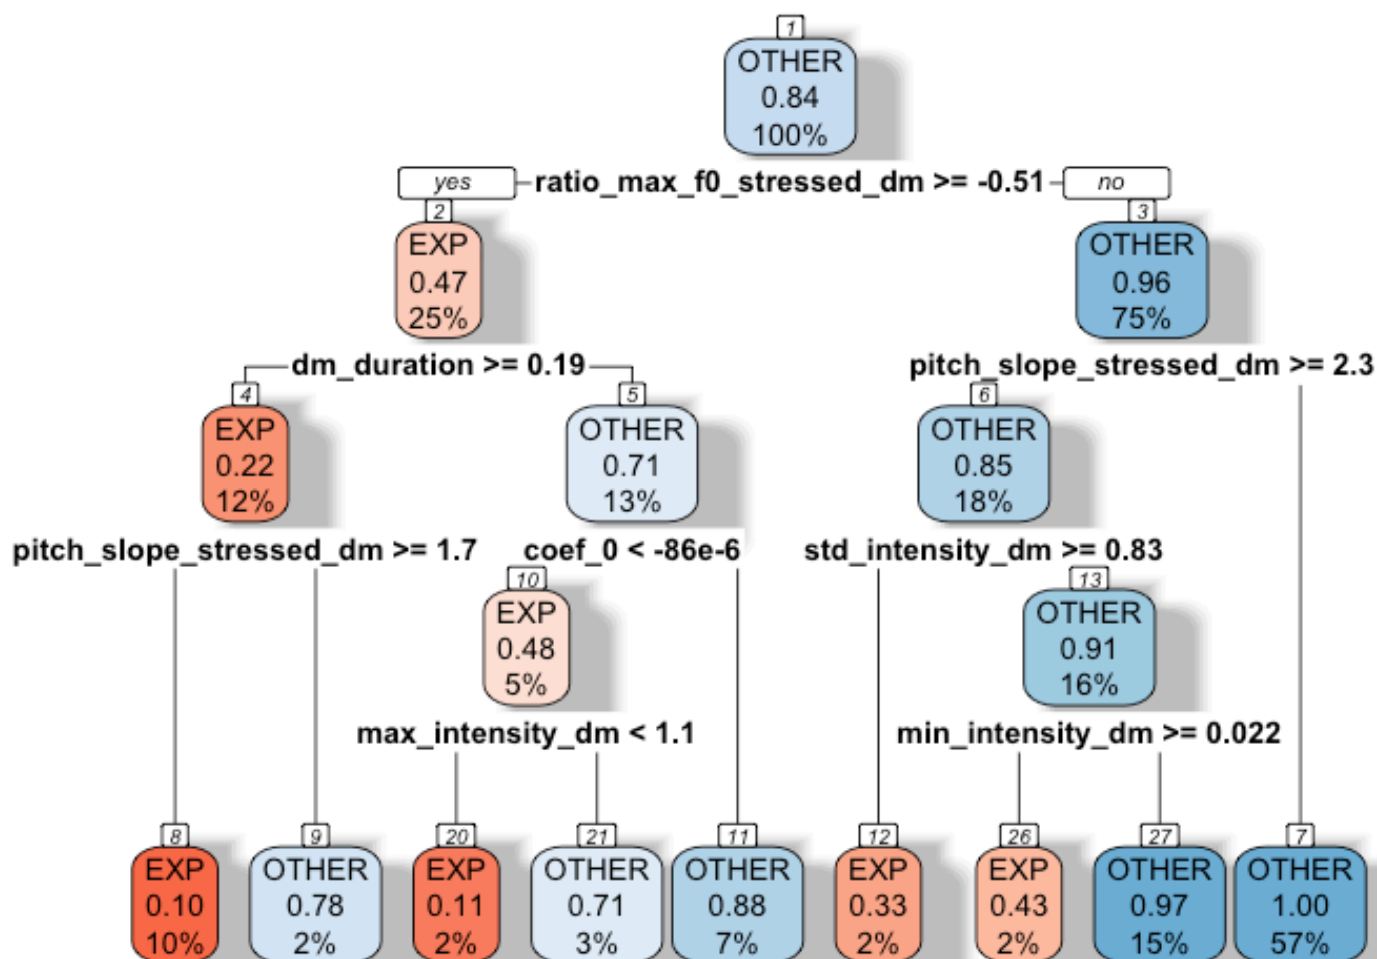 1
OTHER
0.84
100%
yes ratio_max_f0_stressed_dm >= -0.51 no
2
EXP
0.47
25%
3
OTHER
0.96
75%
dm_duration >= 0.19
pitch_slope_stressed_dm >= 2.3
4
EXP
0.22
12%
5
OTHER
0.71
13%
6
OTHER
0.85
18%
pitch_slope_stressed_dm >= 1.7
coef_0 < -86e-6
std_intensity_dm >= 0.83
10
EXP
0.48
5%
13
OTHER
0.91
16%
max_intensity_dm < 1.1
min_intensity_dm >= 0.022
8
EXP
0.10
10%
9
OTHER
0.78
2%
20
EXP
0.11
2%
21
OTHER
0.71
3%
11
OTHER
0.88
7%
12
EXP
0.33
2%
26
EXP
0.43
2%
27
OTHER
0.97
15%
7
OTHER
1.00
57%